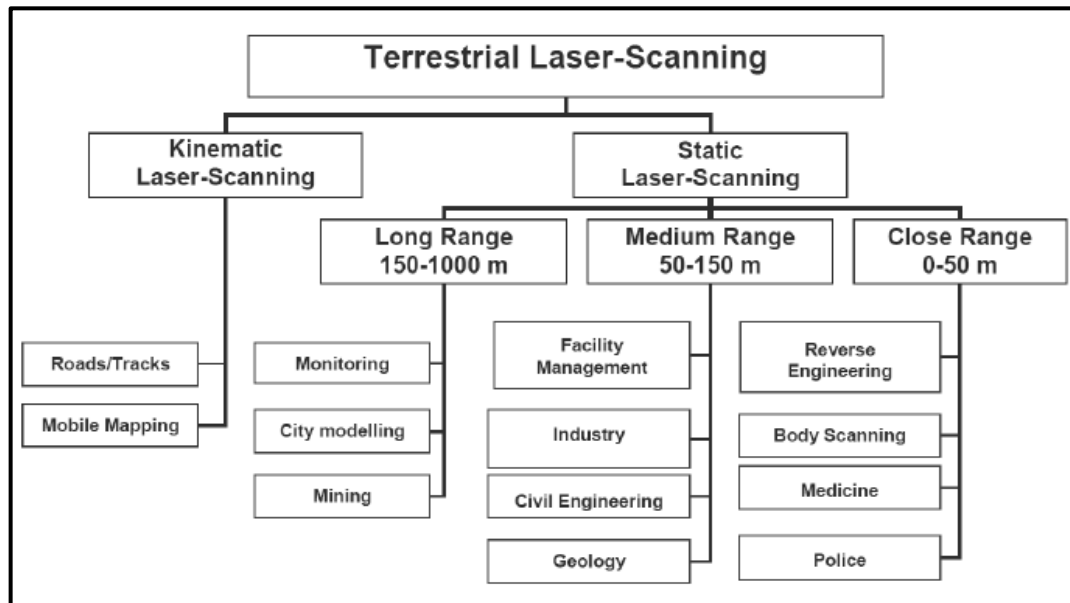 Terrestrial Laser-Scanning
Kinematic
Laser-Scanning
Static
Laser-Scanning
Long Range
150-1000 m
Medium Range
50-150 m
Close Range
0-50 m
Roads/Tracks
Mobile Mapping
Monitoring
City modelling
Mining
Facility
Management
Industry
Civil Engineering
Geology
Reverse
Engineering
Body Scanning
Medicine
Police